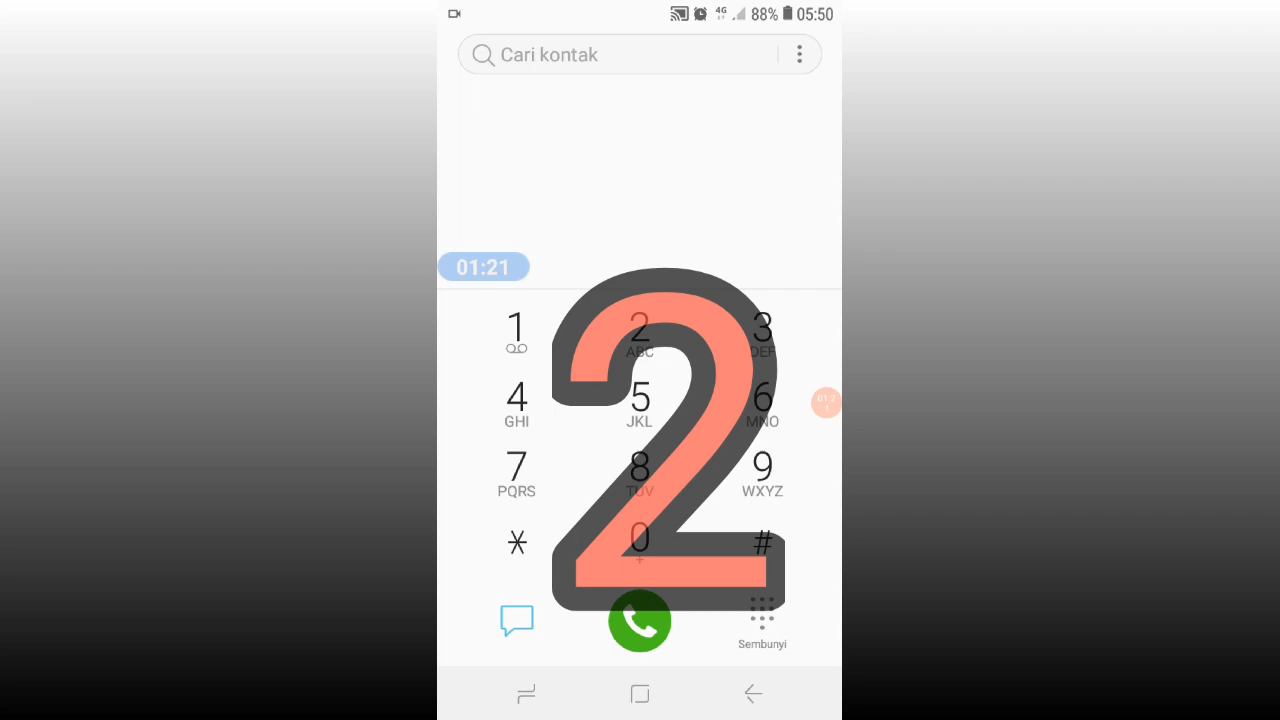 4G 88% 05:50
Cari kontak
01:21
2
1 2 3
ABC DEF
4 5 6
GHI JKL MNO
7 8 9
PQRS TUV WXYZ
* 0 #
+
Sembunyi